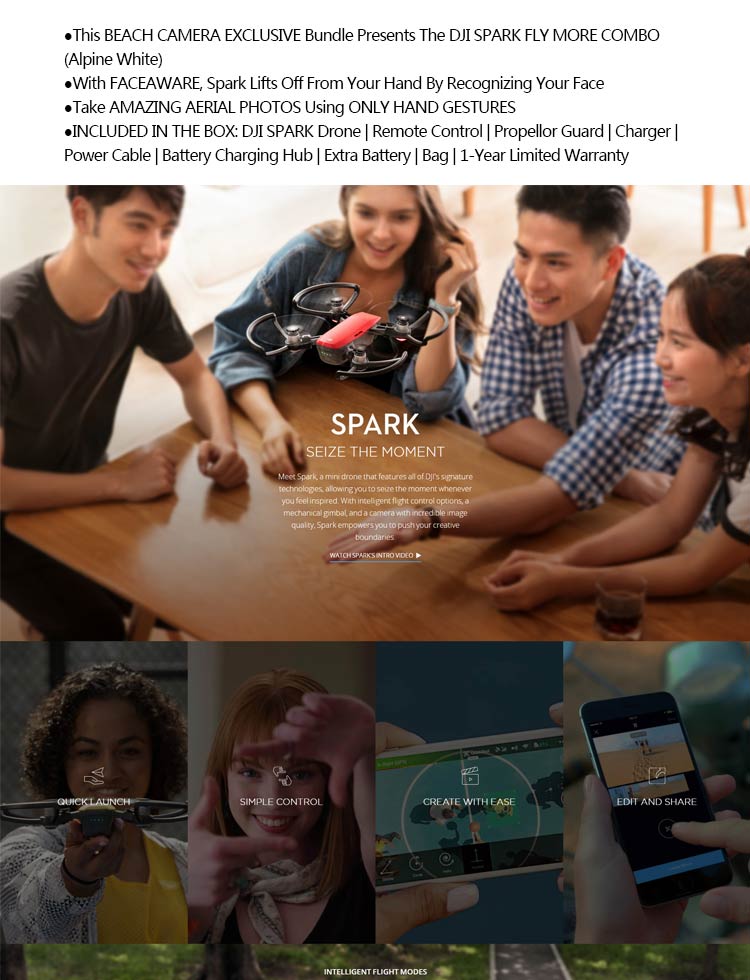 ●This BEACH CAMERA EXCLUSIVE Bundle Presents The DJI SPARK FLY MORE COMBO
(Alpine White)
●With FACEAWARE, Spark Lifts Off From Your Hand By Recognizing Your Face
●Take AMAZING AERIAL PHOTOS Using ONLY HAND GESTURES
●INCLUDED IN THE BOX: DJI SPARK Drone | Remote Control | Propellor Guard | Charger |
Power Cable | Battery Charging Hub | Extra Battery | Bag | 1-Year Limited Warranty
SPARK
SEIZE THE MOMENT
Meet Spark, a mini drone that features all of DJI's signature
technologies, allowing you to seize the moment whenever
you feel inspired. With intelligent flight control options, a
mechanical gimbal, and a camera with incredible image
quality, Spark empowers you to push your creative
boundaries.
WATCH SPARK'S INTRO VIDEO ▶
QUICK LAUNCH
SIMPLE CONTROL
CREATE WITH EASE
EDIT AND SHARE
INTELLIGENT FLIGHT MODES